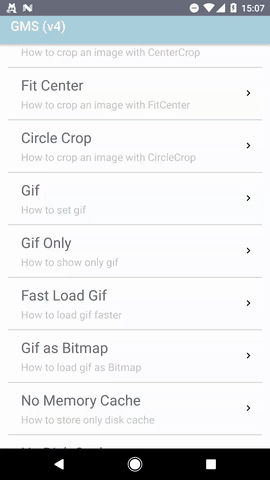 15:07
GMS (v4)
How to crop an image with CenterCrop
Fit Center
How to crop an image with FitCenter
Circle Crop
How to crop an image with CircleCrop
Gif
How to set gif
Gif Only
How to show only gif
Fast Load Gif
How to load gif faster
Gif as Bitmap
How to load gif as Bitmap
No Memory Cache
How to store only disk cache